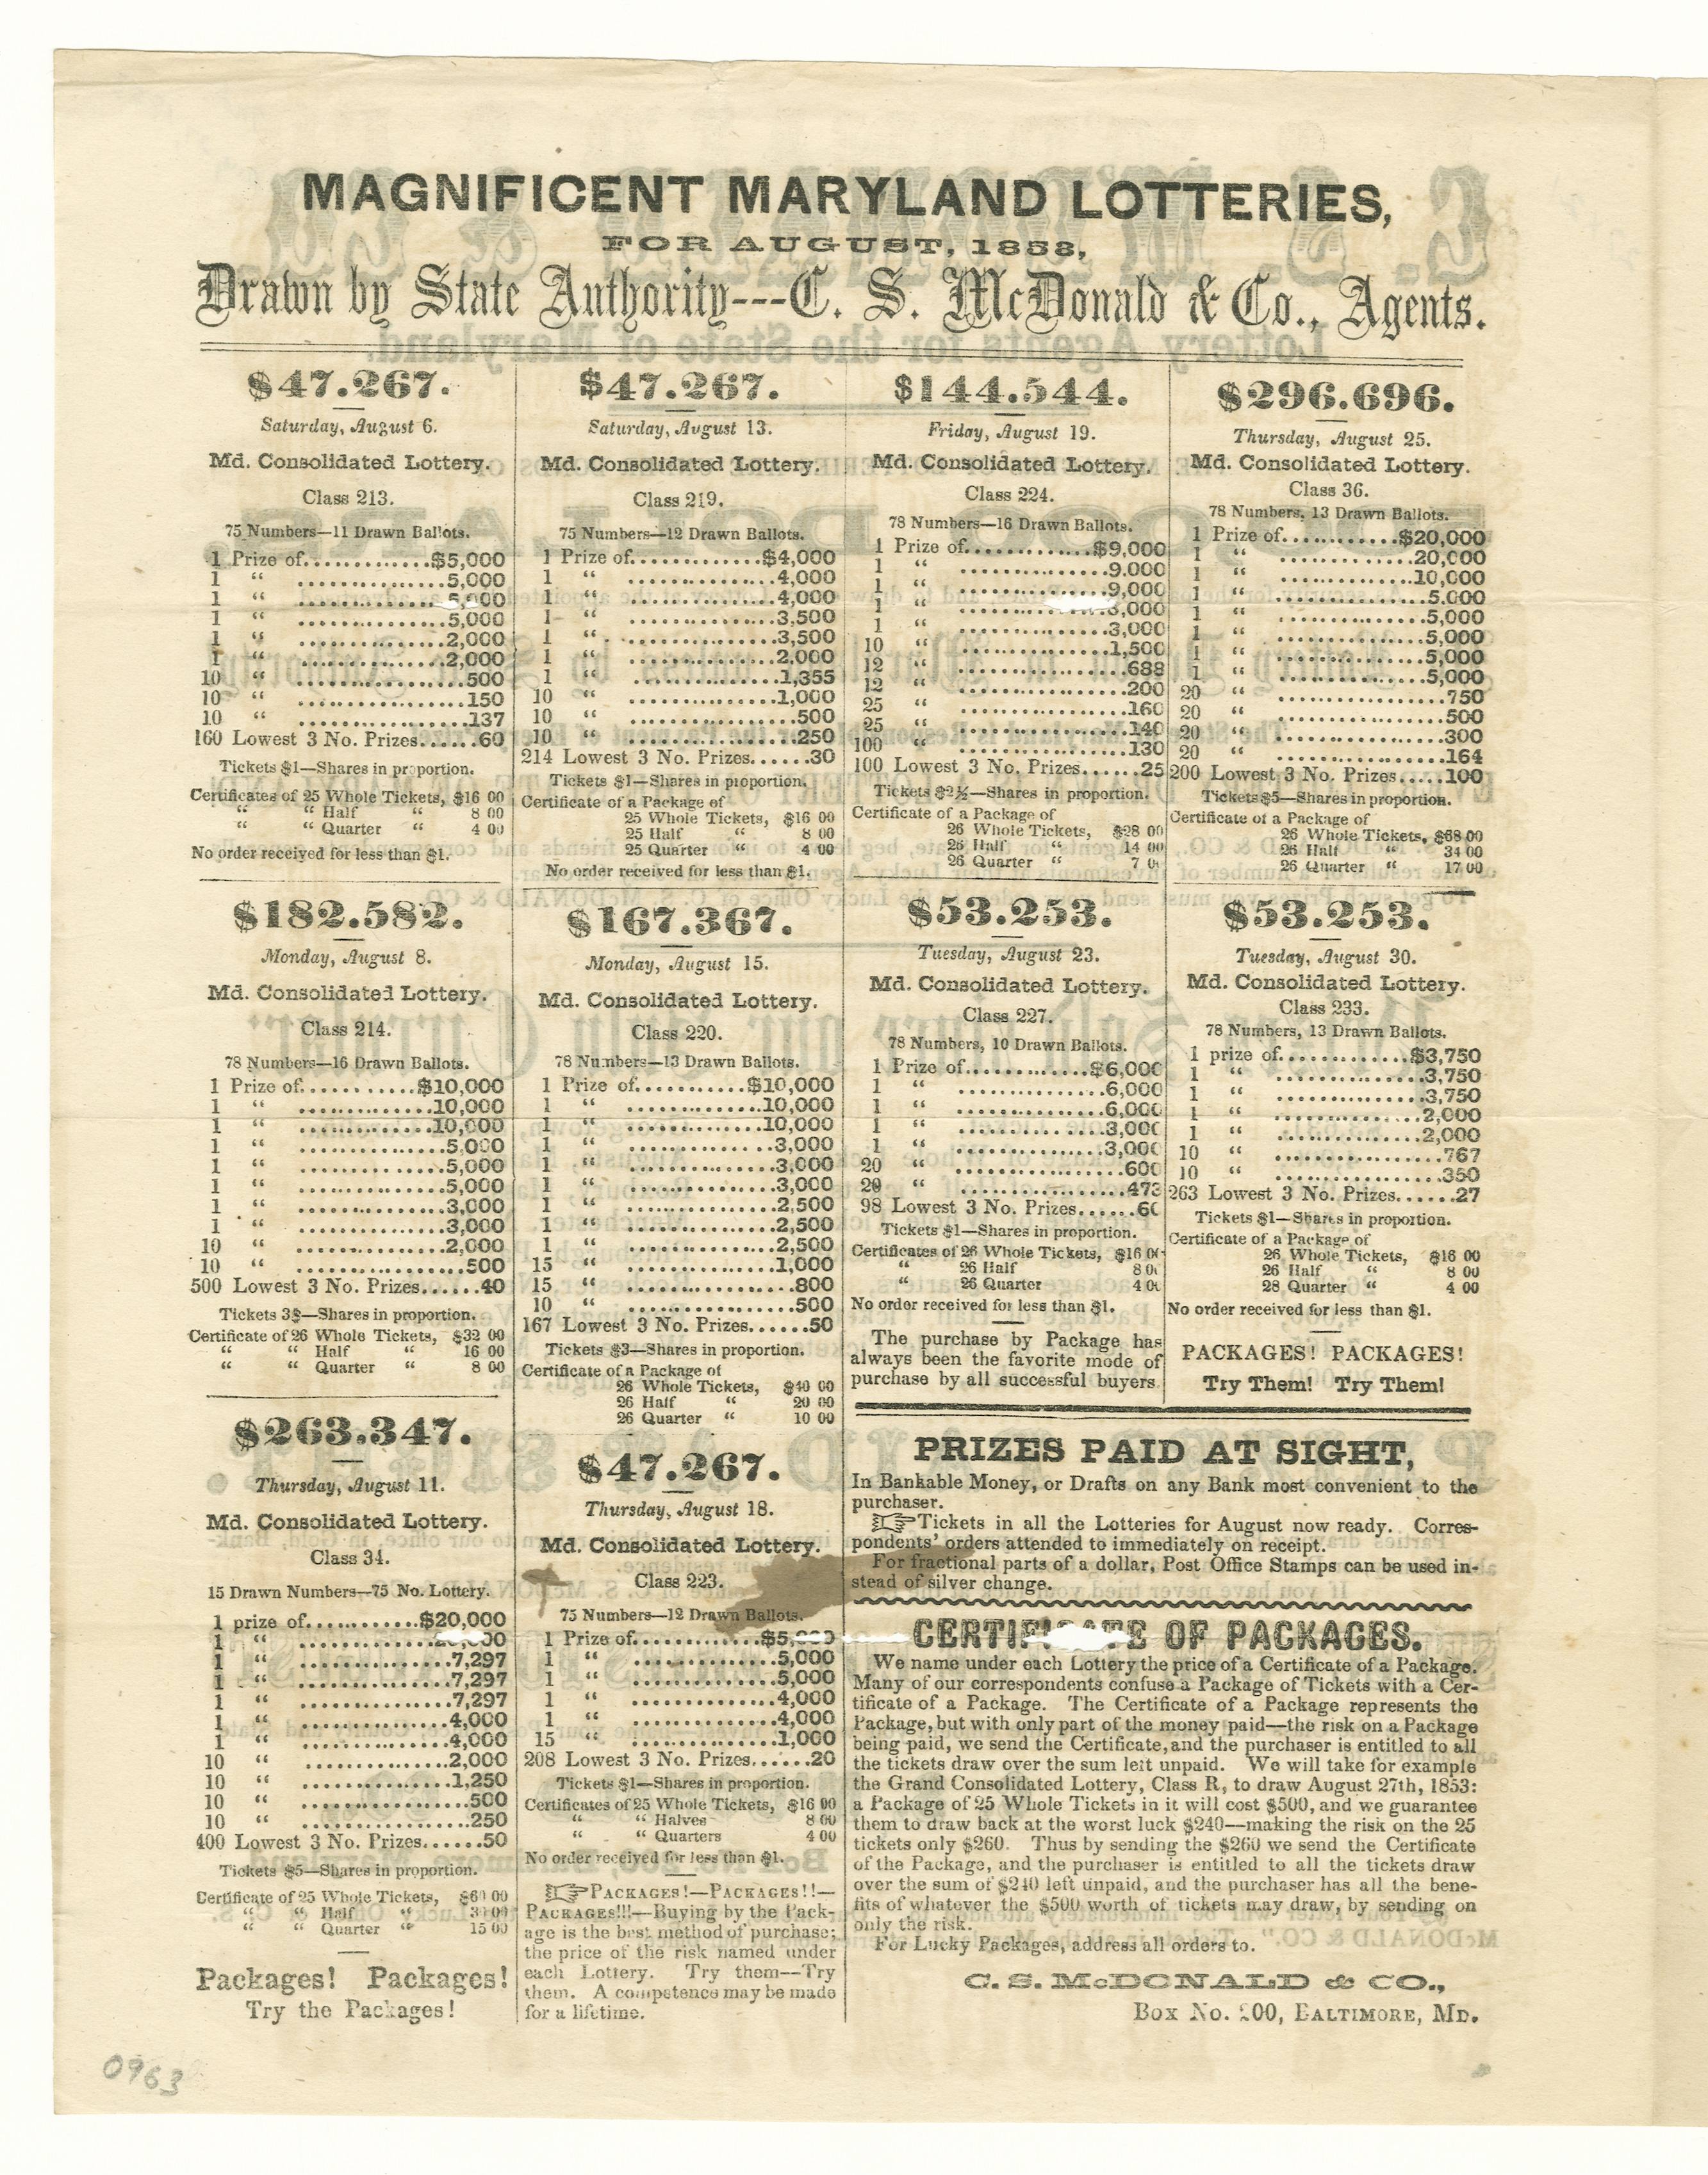 MAGNIFICENT MARYLAND LOTTERIES,
FOR AUGUST, 1853,
Drawn by State Authority---C. S. McDonald & Co., Agents.
$47.267.
Saturday, August 6.
Md. Consolidated Lottery.
Class 213.
75 Numbers—11 Drawn Ballots.
1 Prize of..............$5,000
1 “ ................5,000
1 “ ................5,000
1 “ ................5,000
1 “ ................2,000
1 “ ................2,000
10 “ ................500
10 “ ................150
10 “ ................137
160 Lowest 3 No. Prizes......60
Tickets $1—Shares in proportion.
Certificates of 25 Whole Tickets, $16 00
“ “ Half “ 8 00
“ “ Quarter “ 4 00
No order received for less than $1.
$182.582.
Monday, August 8.
Md. Consolidated Lottery.
Class 214.
78 Numbers—16 Drawn Ballots.
1 Prize of............$10,000
1 “ ..............10,000
1 “ ..............10,000
1 “ ................5,000
1 “ ................5,000
1 “ ................5,000
1 “ ................3,000
1 “ ................3,000
10 “ ................2,000
10 “ ................500
500 Lowest 3 No. Prizes......40
Tickets 3$—Shares in proportion.
Certificate of 26 Whole Tickets, $32 00
“ “ Half “ 16 00
“ “ Quarter “ 8 00
$263.347.
Thursday, August 11.
Md. Consolidated Lottery.
Class 34.
15 Drawn Numbers—75 No. Lottery.
1 prize of............$20,000
1 “ ..............
1 “ ................7,297
1 “ ................7,297
1 “ ................7,297
1 “ ................4,000
1 “ ................4,000
10 “ ................2,000
10 “ ................1,250
10 “ ................500
10 “ ................250
400 Lowest 3 No. Prizes......50
Tickets $5—Shares in proportion.
Certificate of 25 Whole Tickets, $60 00
“ “ Half “ 30 00
“ “ Quarter “ 15 00
Packages! Packages!
Try the Packages!
$47.267.
Saturday, August 13.
Md. Consolidated Lottery.
Class 219.
75 Numbers—12 Drawn Ballots.
1 Prize of..............$4,000
1 “ ................4,000
1 “ ................4,000
1 “ ................3,500
1 “ ................3,500
1 “ ................2,000
1 “ ................1,355
10 “ ................1,000
10 “ ................500
10 “ ................250
214 Lowest 3 No. Prizes......30
Tickets $1—Shares in proportion.
Certificate of a Package of
25 Whole Tickets, $16 00
25 Half “ 8 00
25 Quarter “ 4 00
No order received for less than $1.
$167.367.
Monday, August 15.
Md. Consolidated Lottery.
Class 220.
78 Numbers—13 Drawn Ballots.
1 Prize of............$10,000
1 “ ..............10,000
1 “ ..............10,000
1 “ ................3,000
1 “ ................3,000
1 “ ................3,000
1 “ ................2,500
1 “ ................2,500
1 “ ................2,500
15 “ ................1,000
15 “ ................800
10 “ ................500
167 Lowest 3 No. Prizes......50
Tickets $3—Shares in proportion.
Certificate of a Package of
26 Whole Tickets, $40 00
26 Half “ 20 00
26 Quarter “ 10 00
$47.267.
Thursday, August 18.
Md. Consolidated Lottery.
Class 223.
75 Numbers—12 Drawn Ballots.
1 Prize of..............$5,000
1 “ ................5,000
1 “ ................5,000
1 “ ................4,000
1 “ ................4,000
15 “ ................1,000
208 Lowest 3 No. Prizes......20
Tickets $1—Shares in proportion.
Certificates of 25 Whole Tickets, $16 00
“ “ Halves 8 00
“ “ Quarters 4 00
No order received for less than $1.
☞PACKAGES!—PACKAGES!!—
PACKAGES!!!—Buying by the Pack-
age is the best method of purchase;
the price of the risk named under
each Lottery. Try them--Try
them. A competence may be made
for a lifetime.
$144.544.
Friday, August 19.
Md. Consolidated Lottery.
Class 224.
78 Numbers—16 Drawn Ballots.
1 Prize of..............$9,000
1 “ ................9.000
1 “ ................9,000
1 “ ................3,000
1 “ ................3,000
10 “ ................1,500
12 “ ................688
12 “ ................200
25 “ ................160
25 “ ................140
100 “ ................130
100 Lowest 3 No. Prizes......25
Tickets $2½—Shares in proportion.
Certificate of a Package of
26 Whole Tickets, $28 00
26 Half “ 14 00
26 Quarter “ 7 0
$53.253.
Tuesday, August 23.
Md. Consolidated Lottery.
Class 227.
78 Numbers, 10 Drawn Ballots.
1 Prize of..............$6,000
1 “ ................6,000
1 “ ................6,000
1 “ ................3,000
1 “ ................3,000
20 “ ................600
20 “ ................473
98 Lowest 3 No. Prizes......60
Tickets $1—Shares in proportion.
Certificates of 26 Whole Tickets, $16 00
“ 26 Half 8 0
“ 26 Quarter 4 0
No order received for less than $1.
The purchase by Package has
always been the favorite mode of
purchase by all successful buyers
$296.696.
Thursday, August 25.
Md. Consolidated Lottery.
Class 36.
78 Numbers, 13 Drawn Ballots.
1 Prize of............$20,000
1 “ ..............20,000
1 “ ..............10,000
1 “ ................5.000
1 “ ................5,000
1 “ ................5,000
1 “ ................5,000
1 “ ................5,000
20 “ ................750
20 “ ................500
20 “ ................300
20 “ ................164
200 Lowest 3 No. Prizes.....100
Tickets $5—Shares in proportion.
Certificate of a Package of
26 Whole Tickets, $68 00
26 Half “ 34 00
26 Quarter “ 17 00
$53.253.
Tuesday, August 30.
Md. Consolidated Lottery.
Class 233.
78 Numbers, 13 Drawn Ballots.
1 prize of..............$3,750
1 “ ................3,750
1 “ ................3,750
1 “ ................2,000
1 “ ................2,000
10 “ ................767
10 “ ................350
263 Lowest 3 No. Prizes......27
Tickets $1—Shares in proportion.
Certificate of a Package of
26 Whole Tickets, $16 00
26 Half “ 8 00
28 Quarter “ 4 00
No order received for less than $1.
PACKAGES! PACKAGES!
Try Them! Try Them!
PRIZES PAID AT SIGHT,
In Bankable Money, or Drafts on any Bank most convenient to the
purchaser.
☞Tickets in all the Lotteries for August now ready. Corres-
pondents' orders attended to immediately on receipt.
For fractional parts of a dollar, Post Office Stamps can be used in-
stead of silver change.
CERTIFICATE OF PACKAGES.
We name under each Lottery the price of a Certificate of a Package.
Many of our correspondents confuse a Package of Tickets with a Cer-
tificate of a Package. The Certificate of a Package represents the
Package, but with only part of the money paid—the risk on a Package
being paid, we send the Certificate, and the purchaser is entitled to all
the tickets draw over the sum left unpaid. We will take for example
the Grand Consolidated Lottery, Class R, to draw August 27th, 1853:
a Package of 25 Whole Tickets in it will cost $500, and we guarantee
them to draw back at the worst luck $240—making the risk on the 25
tickets only $260. Thus by sending the $260 we send the Certificate
of the Package, and the purchaser is entitled to all the tickets draw
over the sum of $240 left unpaid, and the purchaser has all the bene-
fits of whatever the $500 worth of tickets may draw, by sending on
only the risk.
For Lucky Packages, address all orders to.
C. S. McDONALD & CO.,
BOX NO. 200, BALTIMORE, MD.
0963